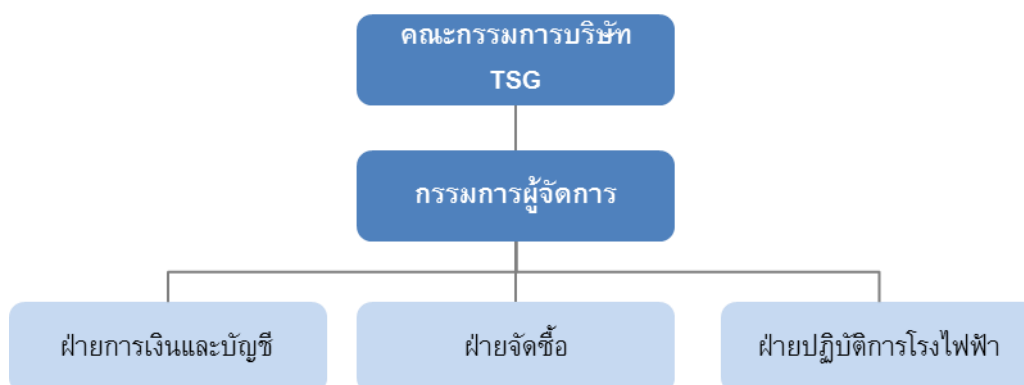 คณะกรรมการบริษัท
TSG
กรรมการผู้จัดการ
ฝ่ายการเงินและบัญชี
ฝ่ายจัดซื้อ
ฝ่ายปฏิบัติการโรงไฟฟ้า